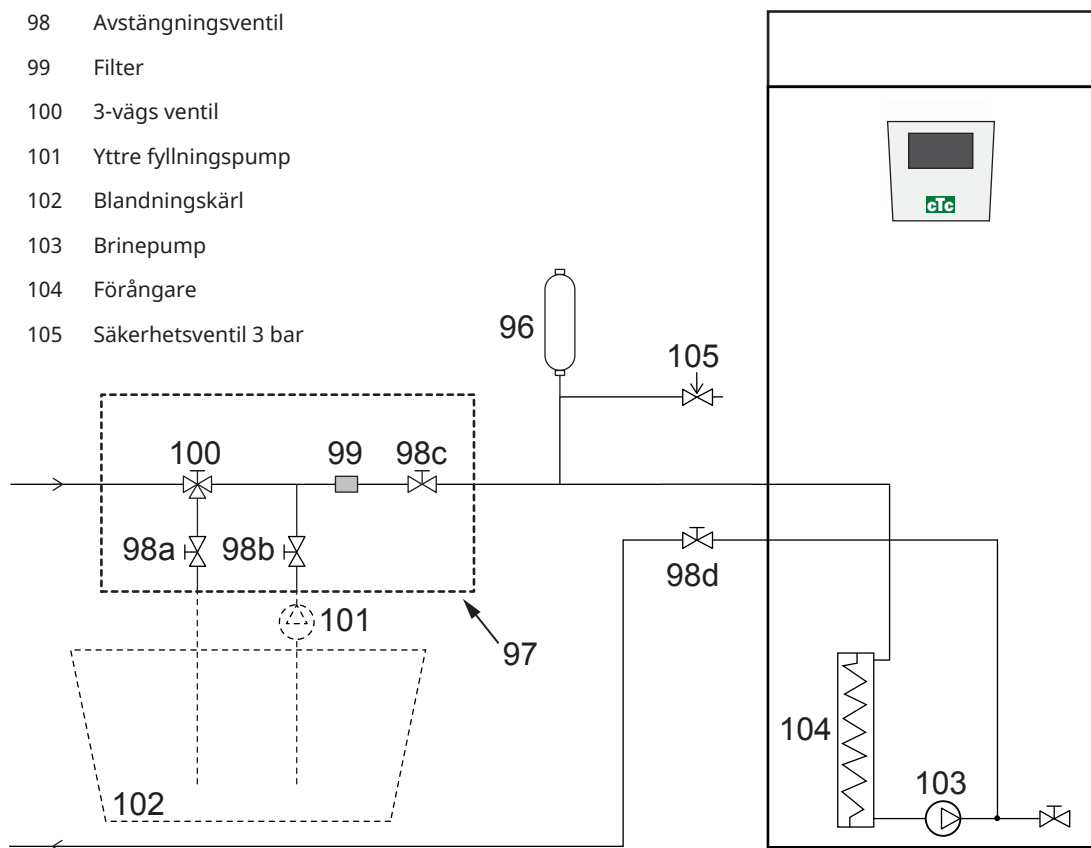 98 Avstängningsventil
99 Filter
100 3-vägs ventil
101 Yttre fyllningspump
102 Blandningskärl
103 Brinepump
104 Förångare
105 Säkerhetsventil 3 bar
cTc
96
105
100 99 98c
98a 98b
98d
101
97
104
103
102